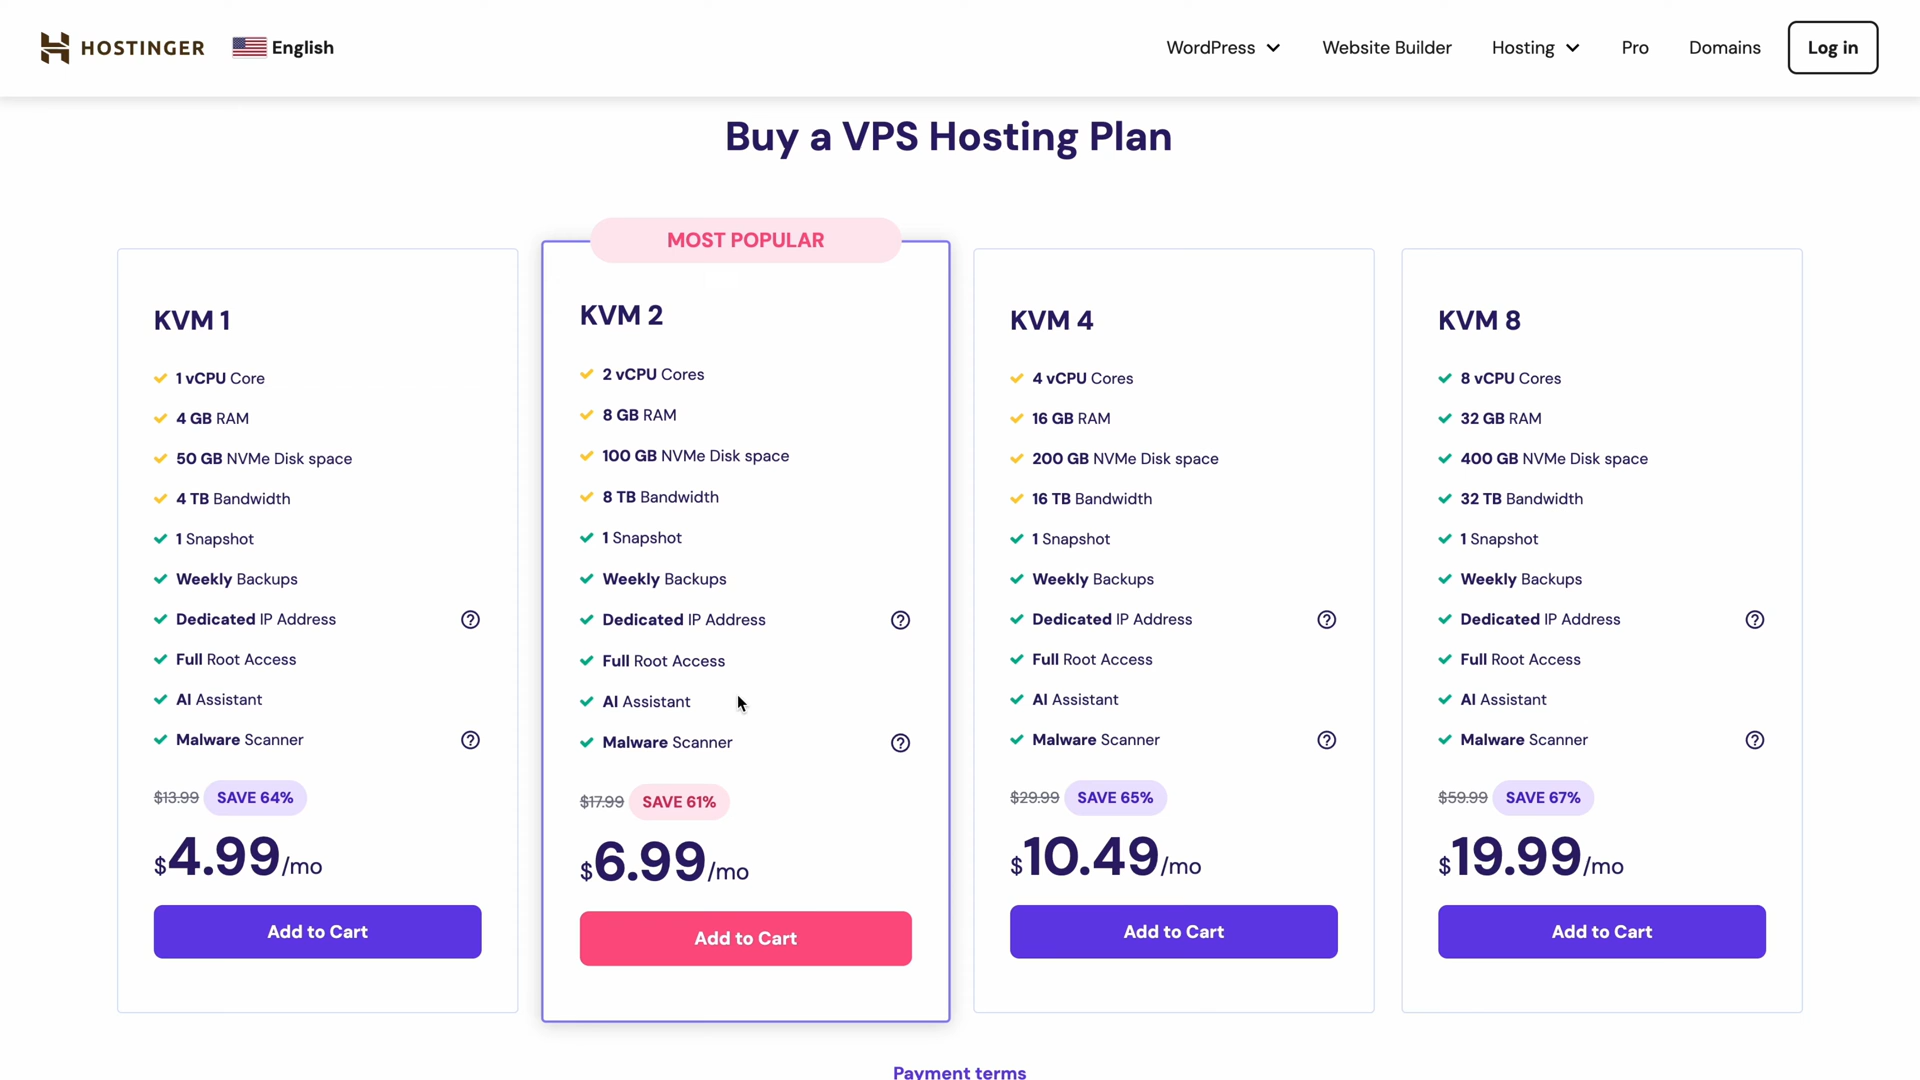 HOSTINGER
English
WordPress
Website Builder
Hosting
Pro
Domains
Log in
Buy a VPS Hosting Plan
KVM 1
1 vCPU Core
4 GB RAM
50 GB NVMe Disk space
4 TB Bandwidth
1 Snapshot
Weekly Backups
Dedicated IP Address
?
Full Root Access
AI Assistant
Malware Scanner
?
$13.99 SAVE 64%
$4.99/mo
Add to Cart
MOST POPULAR
KVM 2
2 vCPU Cores
8 GB RAM
100 GB NVMe Disk space
8 TB Bandwidth
1 Snapshot
Weekly Backups
Dedicated IP Address
?
Full Root Access
AI Assistant
Malware Scanner
?
$17.99 SAVE 61%
$6.99/mo
Add to Cart
KVM 4
4 vCPU Cores
16 GB RAM
200 GB NVMe Disk space
16 TB Bandwidth
1 Snapshot
Weekly Backups
Dedicated IP Address
?
Full Root Access
AI Assistant
Malware Scanner
?
$29.99 SAVE 65%
$10.49/mo
Add to Cart
KVM 8
8 vCPU Cores
32 GB RAM
400 GB NVMe Disk space
32 TB Bandwidth
1 Snapshot
Weekly Backups
Dedicated IP Address
?
Full Root Access
AI Assistant
Malware Scanner
?
$59.99 SAVE 67%
$19.99/mo
Add to Cart
Payment terms